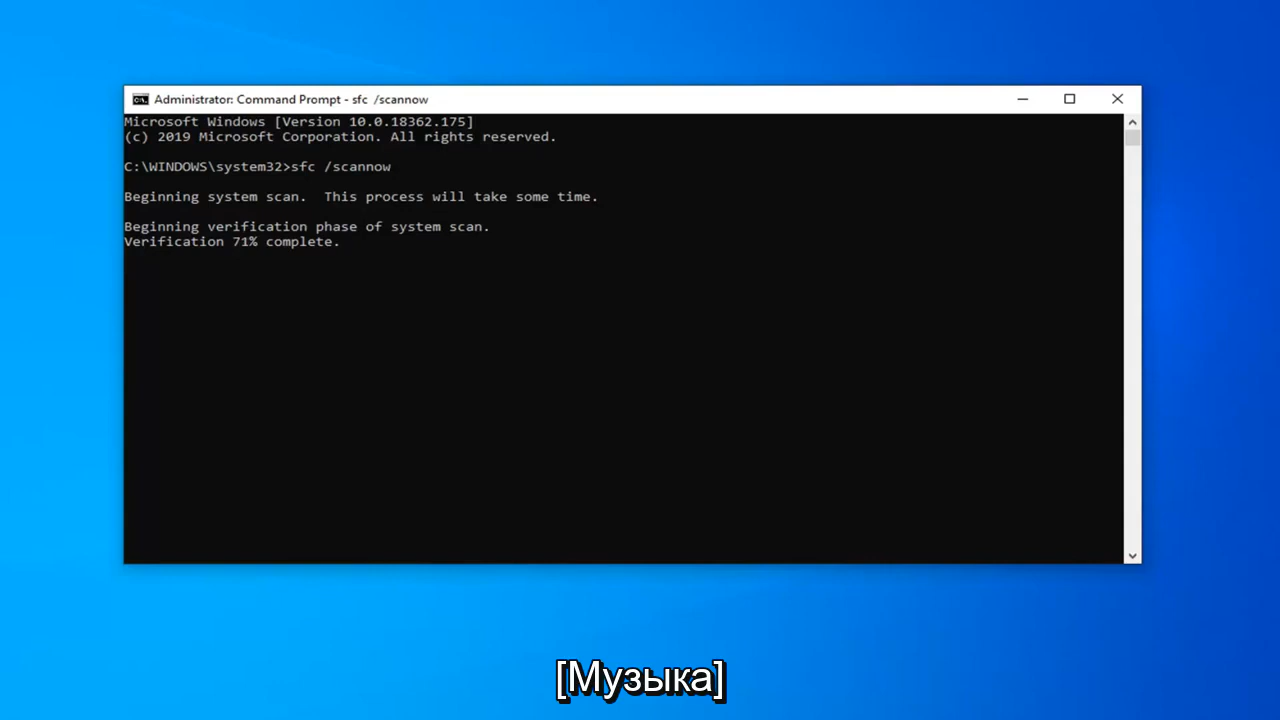 Administrator: Command Prompt - sfc  /scannow
Microsoft Windows [Version 10.0.18362.175]
(c) 2019 Microsoft Corporation. All rights reserved.
C:\WINDOWS\system32>sfc /scannow
Beginning system scan.  This process will take some time.
Beginning verification phase of system scan.
Verification 71% complete.
[Музыка]